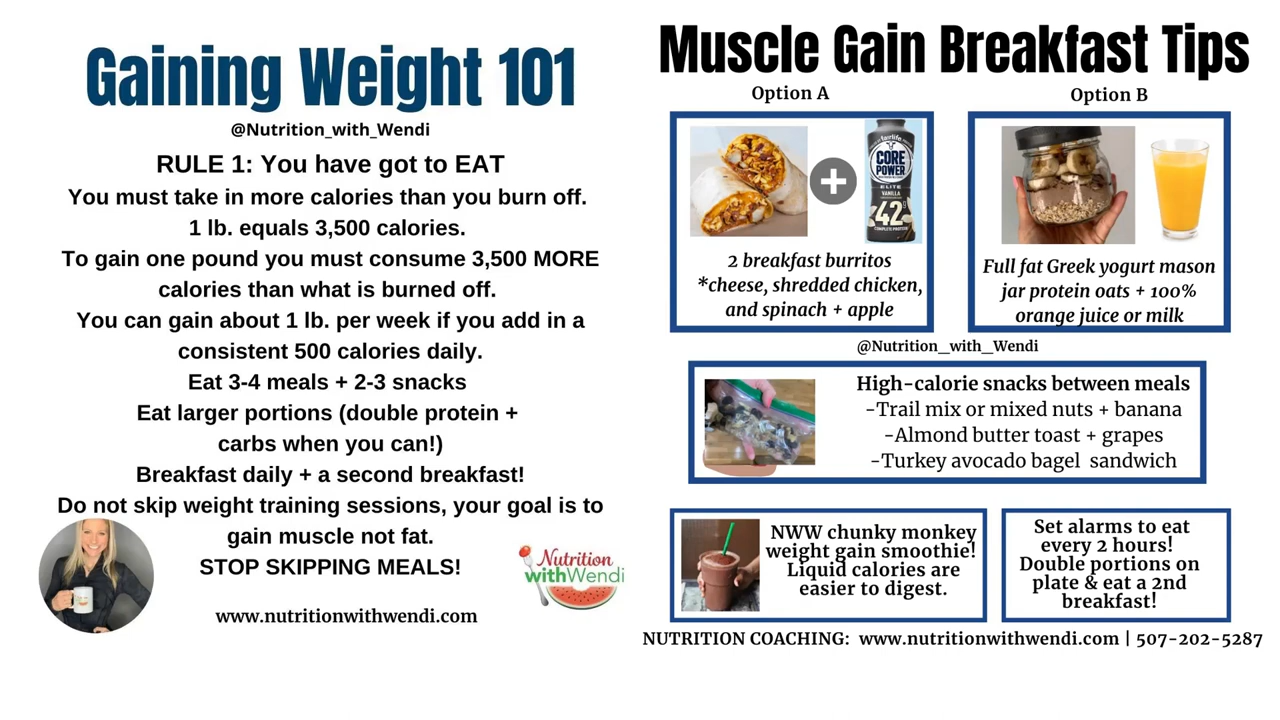 Gaining Weight 101
@Nutrition_with_Wendi
RULE 1: You have got to EAT
You must take in more calories than you burn off.
1 lb. equals 3,500 calories.
To gain one pound you must consume 3,500 MORE
calories than what is burned off.
You can gain about 1 lb. per week if you add in a
consistent 500 calories daily.
Eat 3-4 meals + 2-3 snacks
Eat larger portions (double protein +
carbs when you can!)
Breakfast daily + a second breakfast!
Do not skip weight training sessions, your goal is to
gain muscle not fat.
STOP SKIPPING MEALS!
Nutrition
withWendi
www.nutritionwithwendi.com
Muscle Gain Breakfast Tips
Option A
+
fairlife
CORE
POWER
ELITE
VANILLA
42g
COMPLETE PROTEIN
2 breakfast burritos
*cheese, shredded chicken,
and spinach + apple
Option B
Full fat Greek yogurt mason
jar protein oats + 100%
orange juice or milk
@Nutrition_with_Wendi
High-calorie snacks between meals
-Trail mix or mixed nuts + banana
-Almond butter toast + grapes
-Turkey avocado bagel sandwich
NWW chunky monkey
weight gain smoothie!
Liquid calories are
easier to digest.
Set alarms to eat
every 2 hours!
Double portions on
plate & eat a 2nd
breakfast!
NUTRITION COACHING: www.nutritionwithwendi.com | 507-202-5287